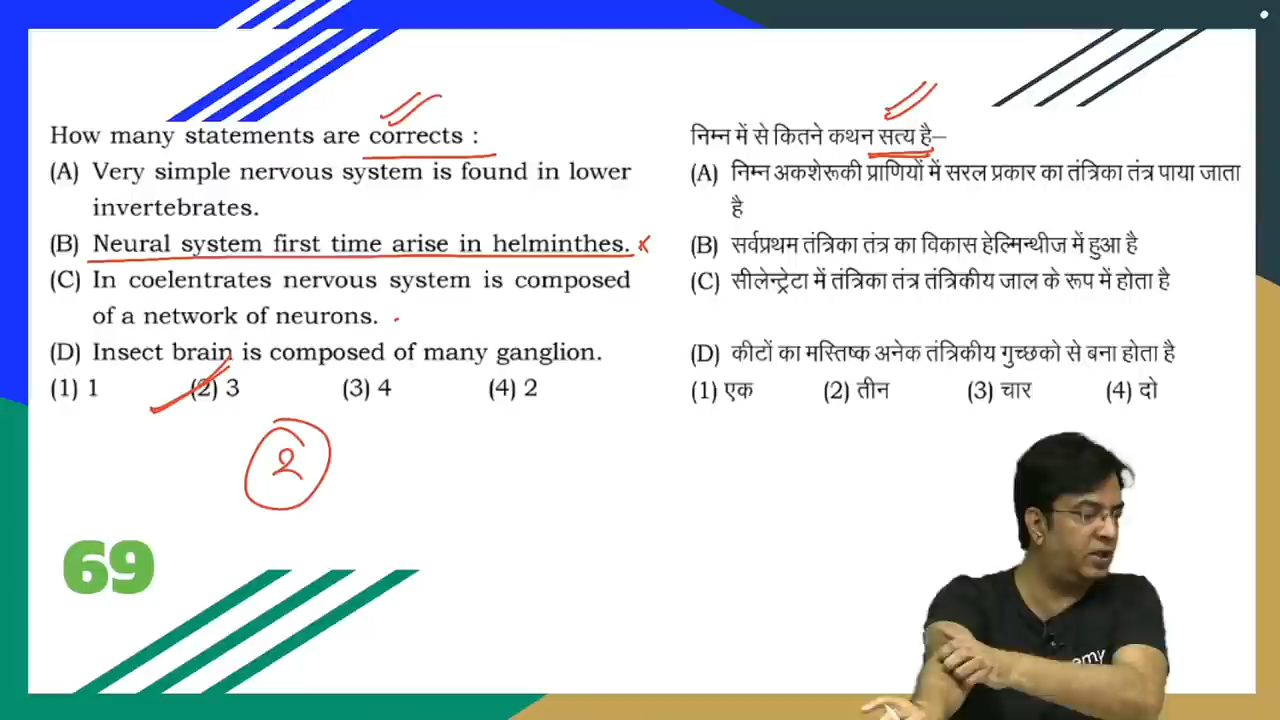 How many statements are corrects :
(A) Very simple nervous system is found in lower
invertebrates.
(B) Neural system first time arise in helminthes. x
(C) In coelentrates nervous system is composed
of a network of neurons.
(D) Insect brain is composed of many ganglion.
(1) 1 (2) 3 (3) 4 (4) 2
2
69
निम्न में से कितने कथन सत्य है–
(A) निम्न अकशेरूकी प्राणियों में सरल प्रकार का तंत्रिका तंत्र पाया जाता
है
(B) सर्वप्रथम तंत्रिका तंत्र का विकास हेल्मिन्थीज में हुआ है
(C) सीलेन्ट्रेटा में तंत्रिका तंत्र तंत्रिकीय जाल के रूप में होता है
(D) कीटों का मस्तिष्क अनेक तंत्रिकीय गुच्छको से बना होता है
(1) एक (2) तीन (3) चार (4) दो
emy